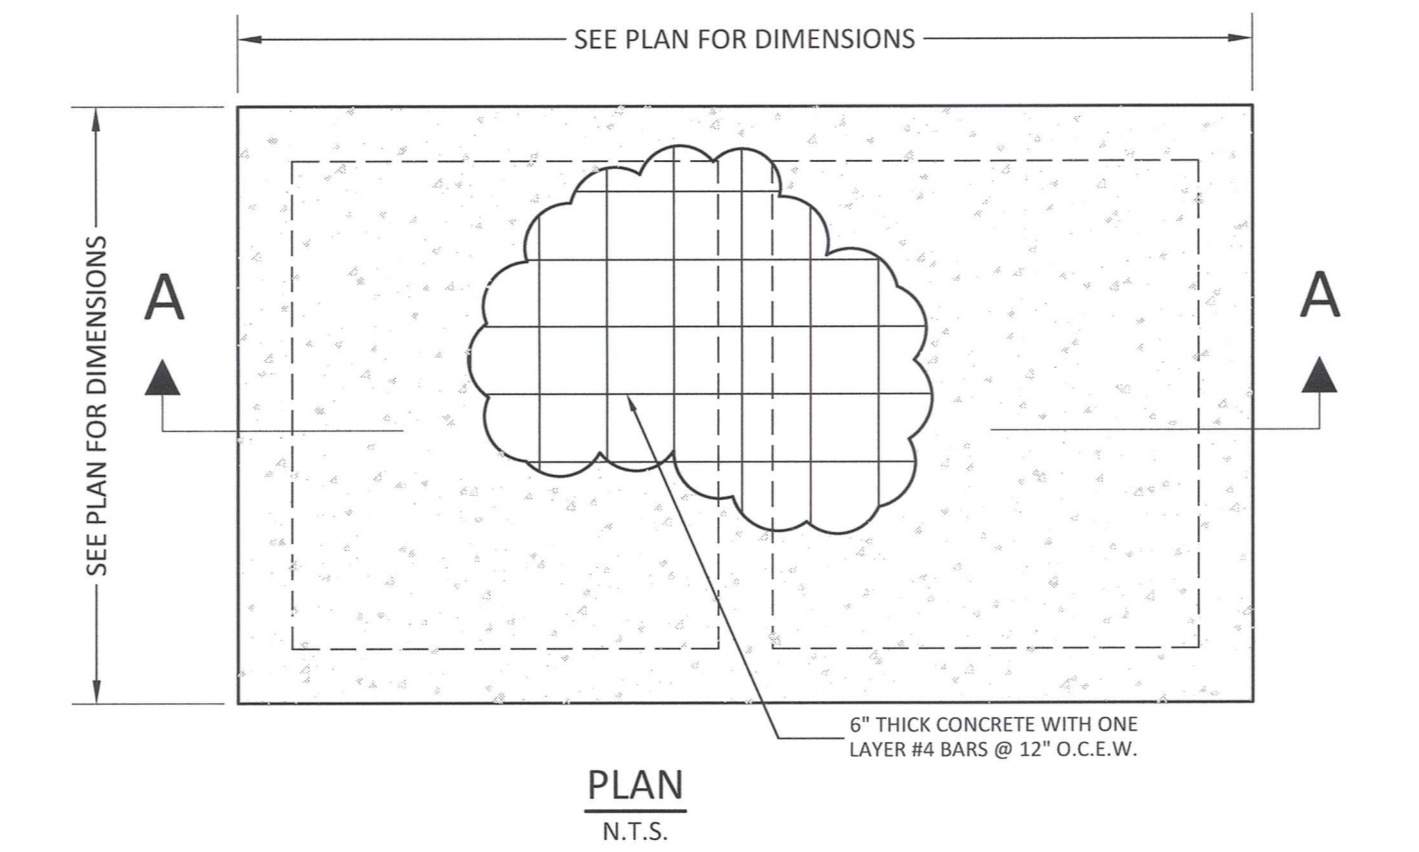 SEE PLAN FOR DIMENSIONS
SEE PLAN FOR DIMENSIONS
A
A
6" THICK CONCRETE WITH ONE
LAYER #4 BARS @ 12" O.C.E.W.
PLAN
N.T.S.